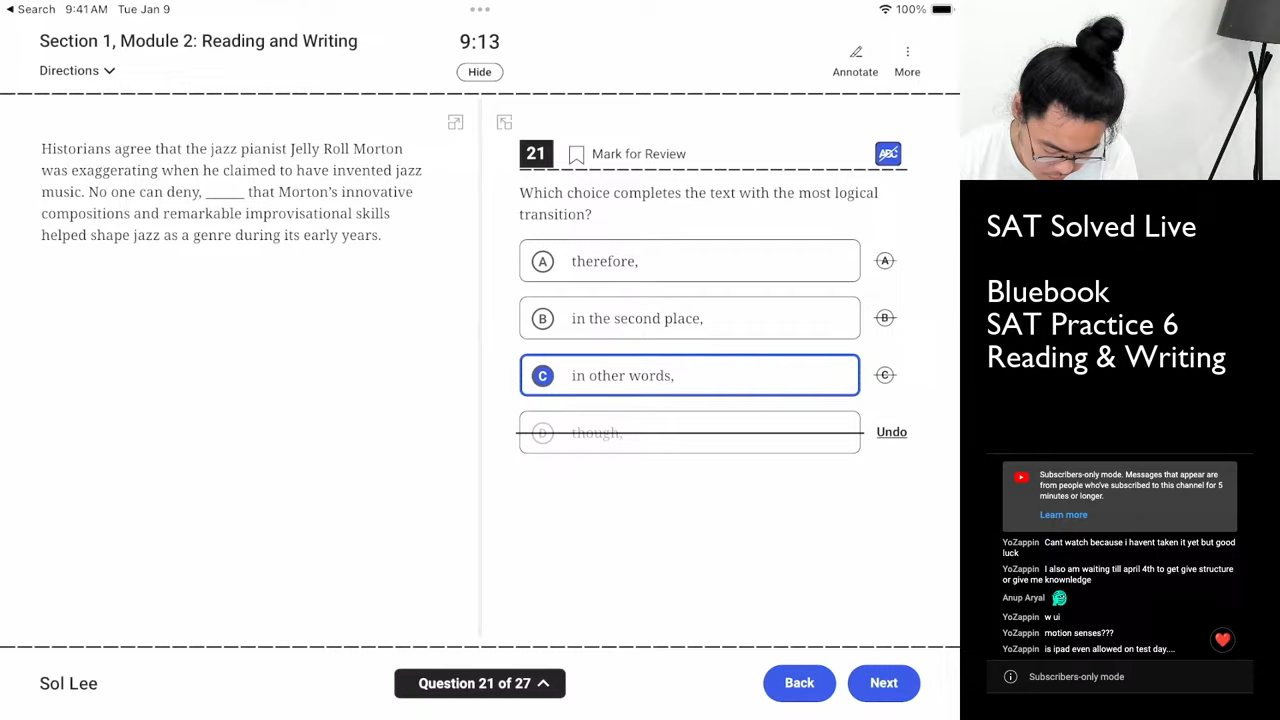 Search 9:41 AM Tue Jan 9
100%
Section 1, Module 2: Reading and Writing
9:13
Directions
Hide
Annotate
More
Historians agree that the jazz pianist Jelly Roll Morton
was exaggerating when he claimed to have invented jazz
music. No one can deny, ______ that Morton's innovative
compositions and remarkable improvisational skills
helped shape jazz as a genre during its early years.
21
Mark for Review
ABC
Which choice completes the text with the most logical
transition?
A therefore, A
B in the second place, B
C in other words, C
D though, Undo
Sol Lee
Question 21 of 27
Back
Next
SAT Solved Live
Bluebook
SAT Practice 6
Reading & Writing
Subscribers-only mode. Messages that appear are
from people who've subscribed to this channel for 5
minutes or longer.
Learn more
YoZappin Cant watch because i havent taken it yet but good
luck
YoZappin I also am waiting till april 4th to get give structure
or give me knownledge
Anup Aryal
YoZappin w ui
YoZappin motion senses???
YoZappin is ipad even allowed on test day....
Subscribers-only mode